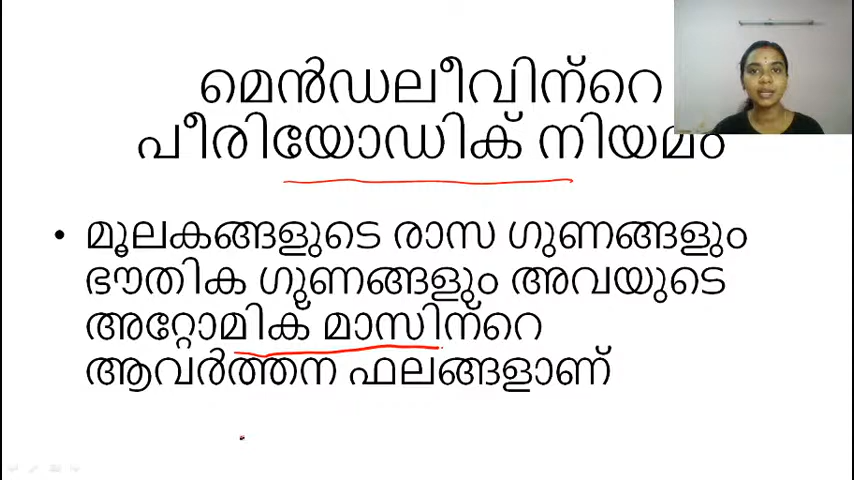 മെൻഡലീവിന്റെ
പീരിയോഡിക് നിയമം
• മൂലകങ്ങളുടെ രാസ ഗുണങ്ങളും
ഭൗതിക ഗുണങ്ങളും അവയുടെ
അറ്റോമിക് മാസിന്റെ
ആവർത്തന ഫലങ്ങളാണ്